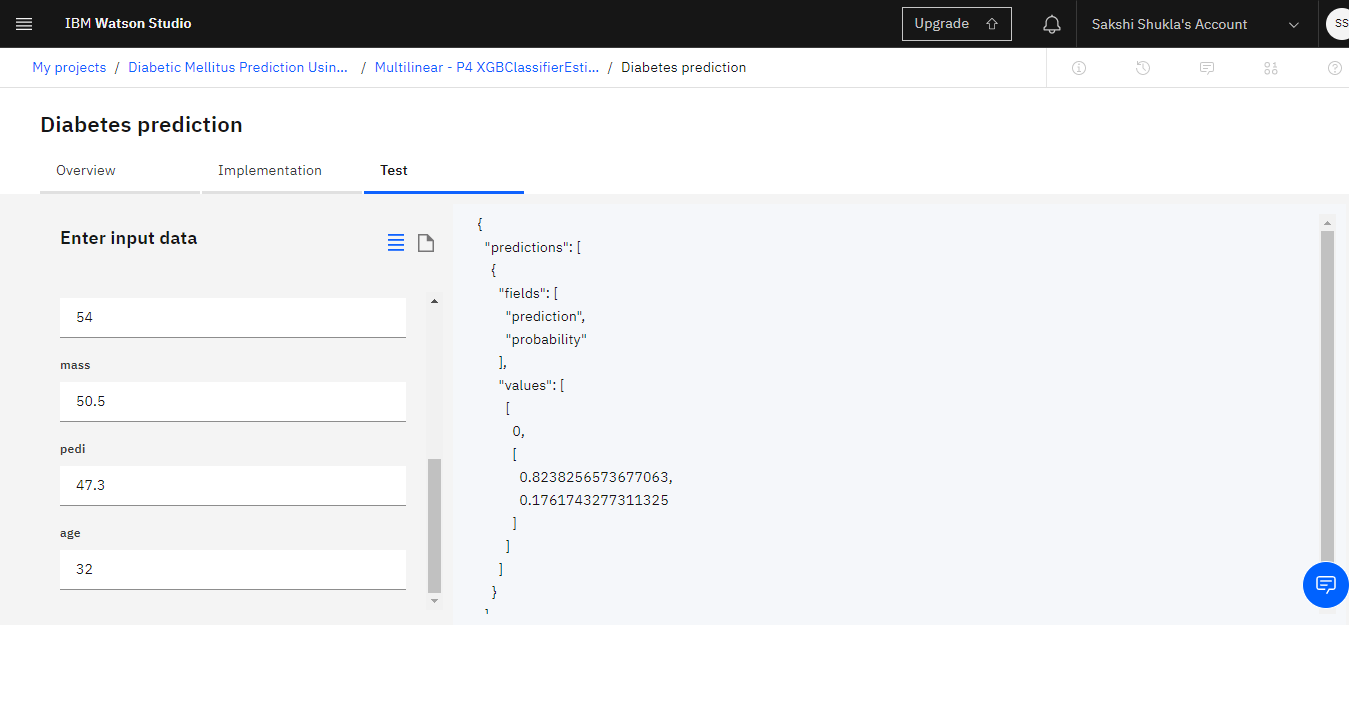 IBM Watson Studio
Upgrade
Sakshi Shukla's Account
SS
My projects / Diabetic Mellitus Prediction Usin... / Multilinear - P4 XGBClassifierEsti... / Diabetes prediction
Diabetes prediction
Overview
Implementation
Test
Enter input data
54
mass
50.5
pedi
47.3
age
32
{
"predictions": [
{
"fields": [
"prediction",
"probability"
],
"values": [
[
0,
[
0.8238256573677063,
0.1761743277311325
]
]
]
}
]